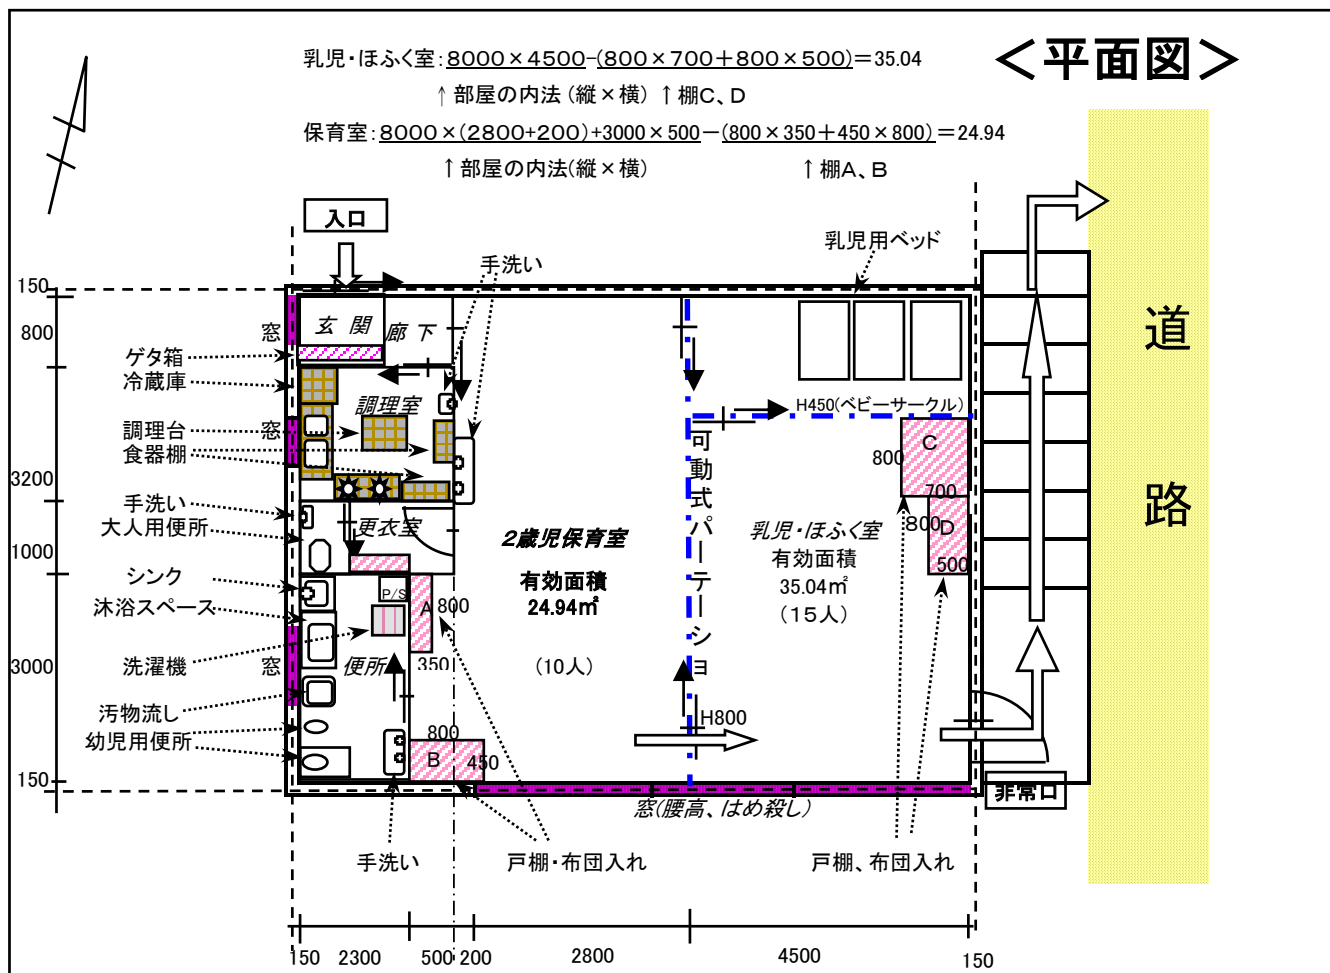 ＜平面図＞
乳児・ほふく室：8000×4500-(800×700＋800×500)＝35.04
↑部屋の内法（縦×横） ↑棚C、D
保育室：8000×(2800+200)+3000×500－(800×350＋450×800)＝24.94
↑部屋の内法(縦×横) ↑棚A、B
入口
手洗い
乳児用ベッド
150
800
3200
1000
3000
150
窓
窓
窓
ゲタ箱
冷蔵庫
調理台
食器棚
手洗い
大人用便所
シンク
沐浴スペース
洗濯機
汚物流し
幼児用便所
玄関
廊下
調理室
更衣室
P/S
便所
A
800
350
800
B
450
2歳児保育室
有効面積
24.94㎡
(10人)
可動式パーテーショ
H800
H450(ベビーサークル)
C
800
700
800
D
500
乳児・ほふく室
有効面積
35.04㎡
（15人）
道路
非常口
窓(腰高、はめ殺し)
手洗い
戸棚・布団入れ
戸棚、布団入れ
150
2300
500
200
2800
4500
150